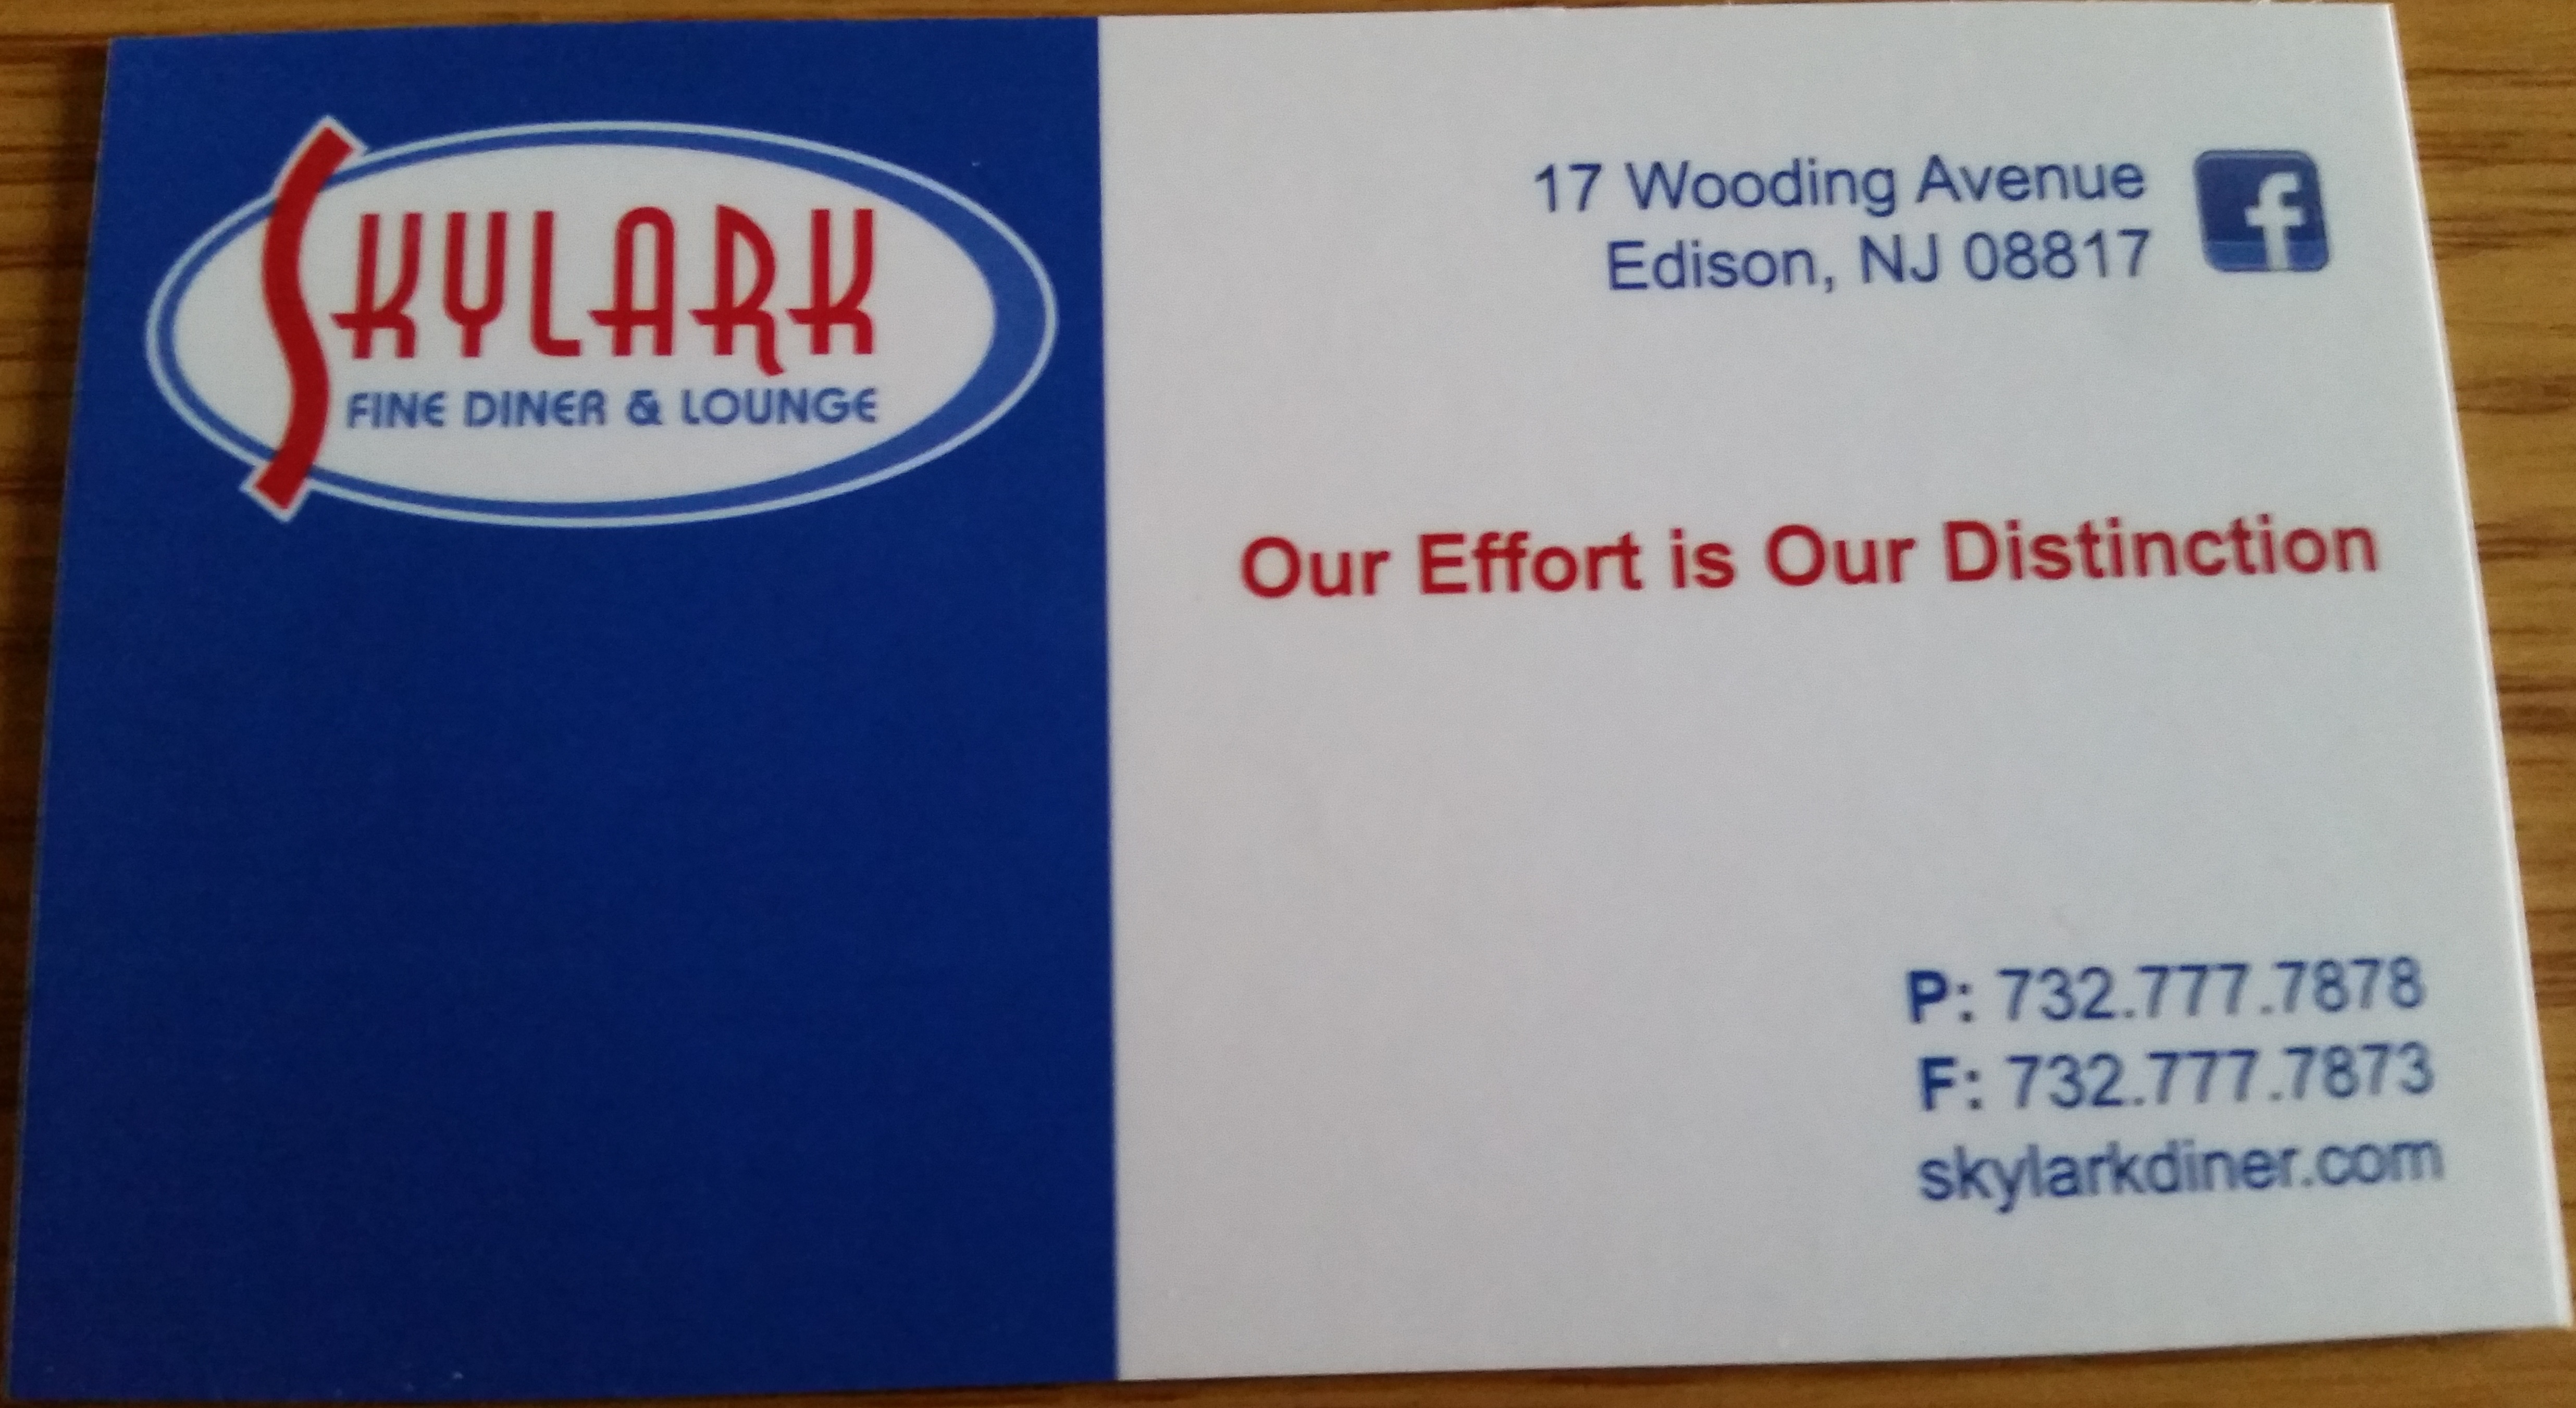 SKYLARK
FINE DINER & LOUNGE
17 Wooding Avenue
Edison, NJ 08817
f
Our Effort is Our Distinction
P: 732.777.7878
F: 732.777.7873
skylarkdiner.com